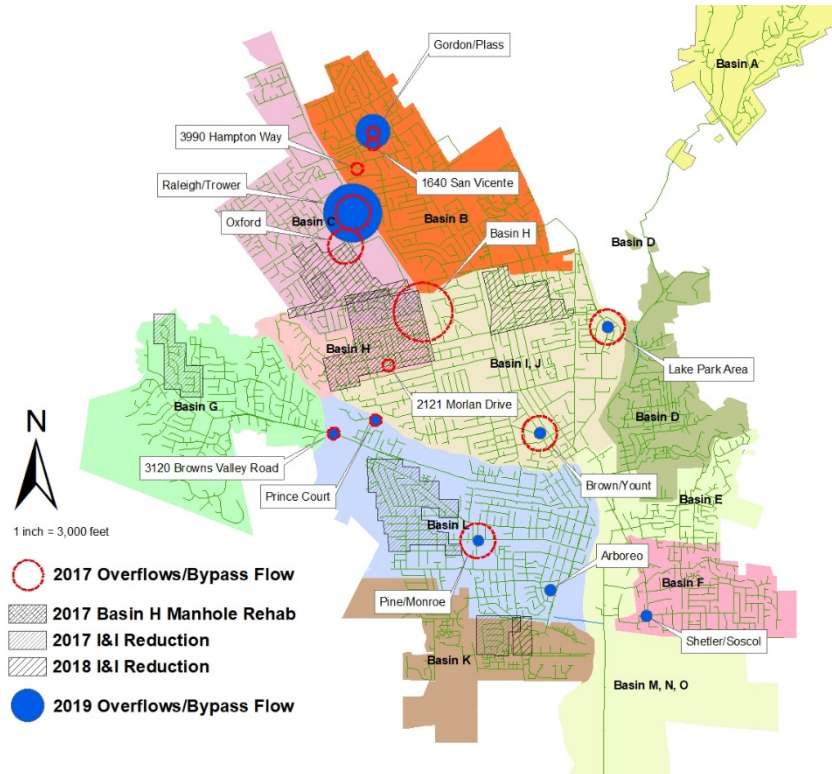 Gordon/Plass
Basin A
3990 Hampton Way
1640 San Vicente
Raleigh/Trower
Basin C
Basin B
Oxford
Basin H
Basin D
Basin H
Basin I, J
Lake Park Area
Basin G
2121 Morlan Drive
Basin D
3120 Browns Valley Road
Prince Court
Brown/Yount
Basin E
N
1 inch = 3,000 feet
Basin L
Arboreo
2017 Overflows/Bypass Flow
Basin F
Pine/Monroe
2017 Basin H Manhole Rehab
2017 I&I Reduction
Shetler/Soscol
2018 I&I Reduction
Basin K
Basin M, N, O
2019 Overflows/Bypass Flow